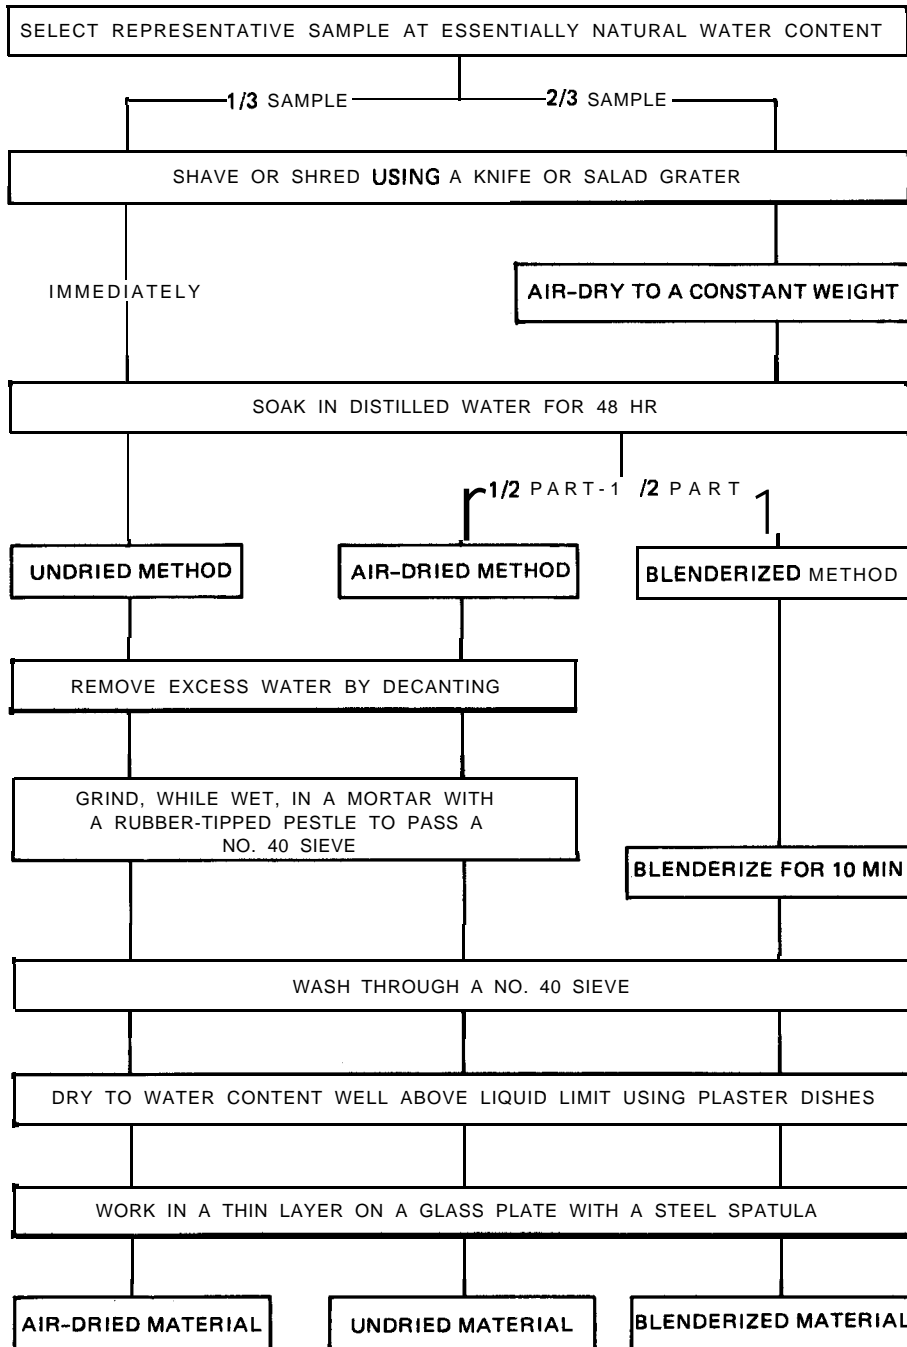 SELECT REPRESENTATIVE SAMPLE AT ESSENTIALLY NATURAL WATER CONTENT
1/3 SAMPLE 2/3 SAMPLE
SHAVE OR SHRED USING A KNIFE OR SALAD GRATER
IMMEDIATELY
AIR-DRY TO A CONSTANT WEIGHT
SOAK IN DISTILLED WATER FOR 48 HR
1/2 PART-1 /2 PART
UNDRIED METHOD
AIR-DRIED METHOD
BLENDERIZED METHOD
REMOVE EXCESS WATER BY DECANTING
GRIND, WHILE WET, IN A MORTAR WITH
A RUBBER-TIPPED PESTLE TO PASS A
NO. 40 SIEVE
BLENDERIZE FOR 10 MIN
WASH THROUGH A NO. 40 SIEVE
DRY TO WATER CONTENT WELL ABOVE LIQUID LIMIT USING PLASTER DISHES
WORK IN A THIN LAYER ON A GLASS PLATE WITH A STEEL SPATULA
AIR-DRIED MATERIAL
UNDRIED MATERIAL
BLENDERIZED MATERIAL